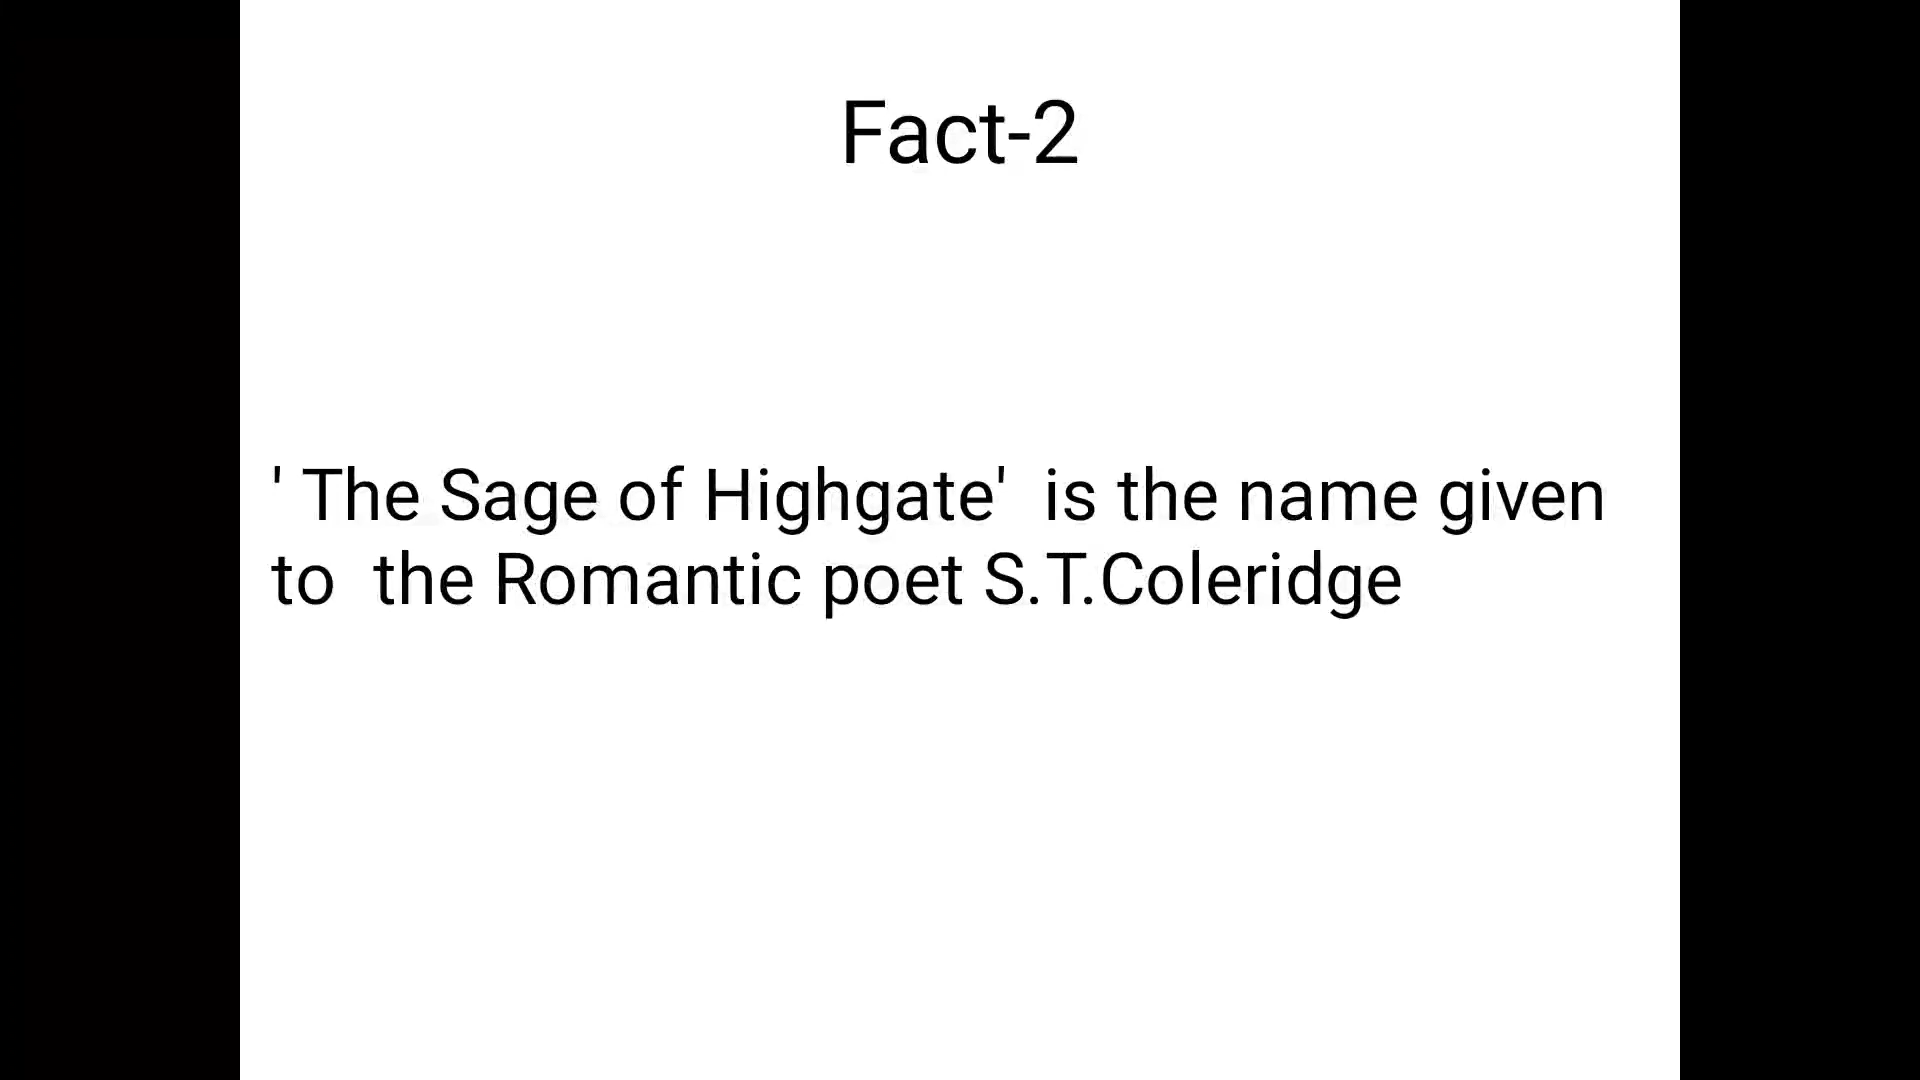 Fact-2
' The Sage of Highgate'  is the name given
to  the Romantic poet S.T.Coleridge